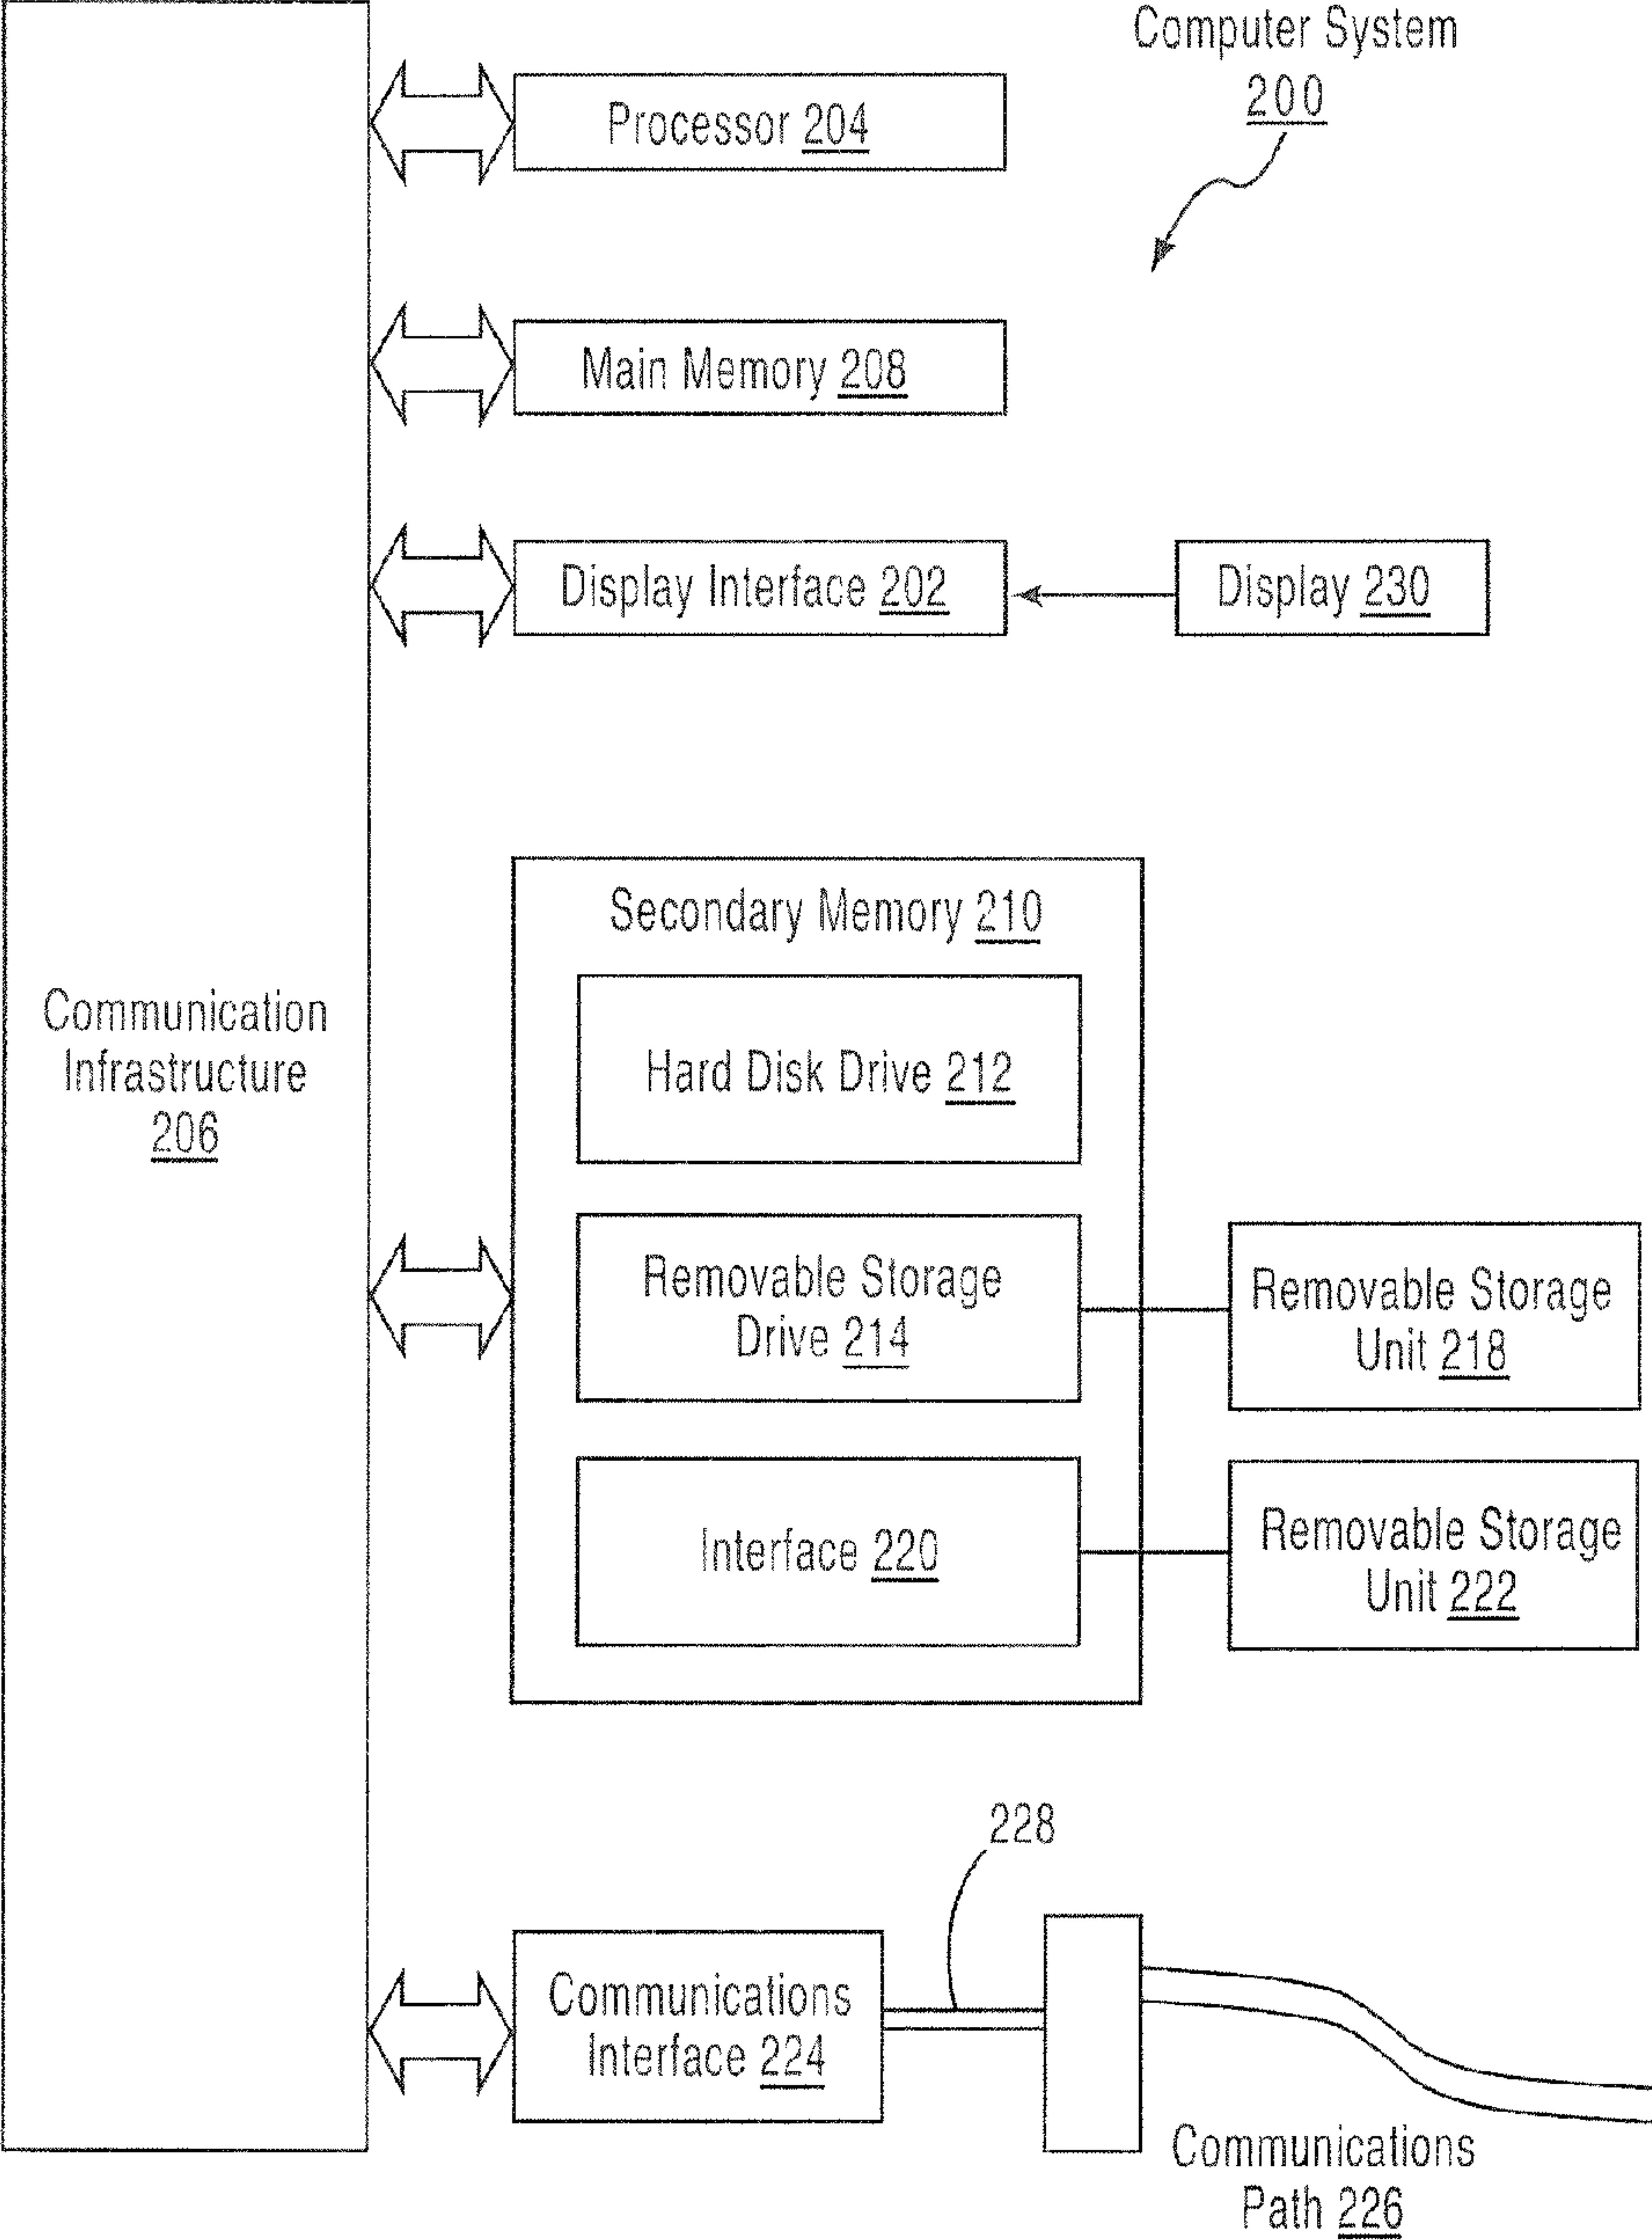 Computer System
200
Processor 204
Main Memory 208
Display Interface 202
Display 230
Secondary Memory 210
Hard Disk Drive 212
Communication
Infrastructure
206
Removable Storage
Drive 214
Removable Storage
Unit 218
Interface 220
Removable Storage
Unit 222
228
Communications
Interface 224
Communications
Path 226